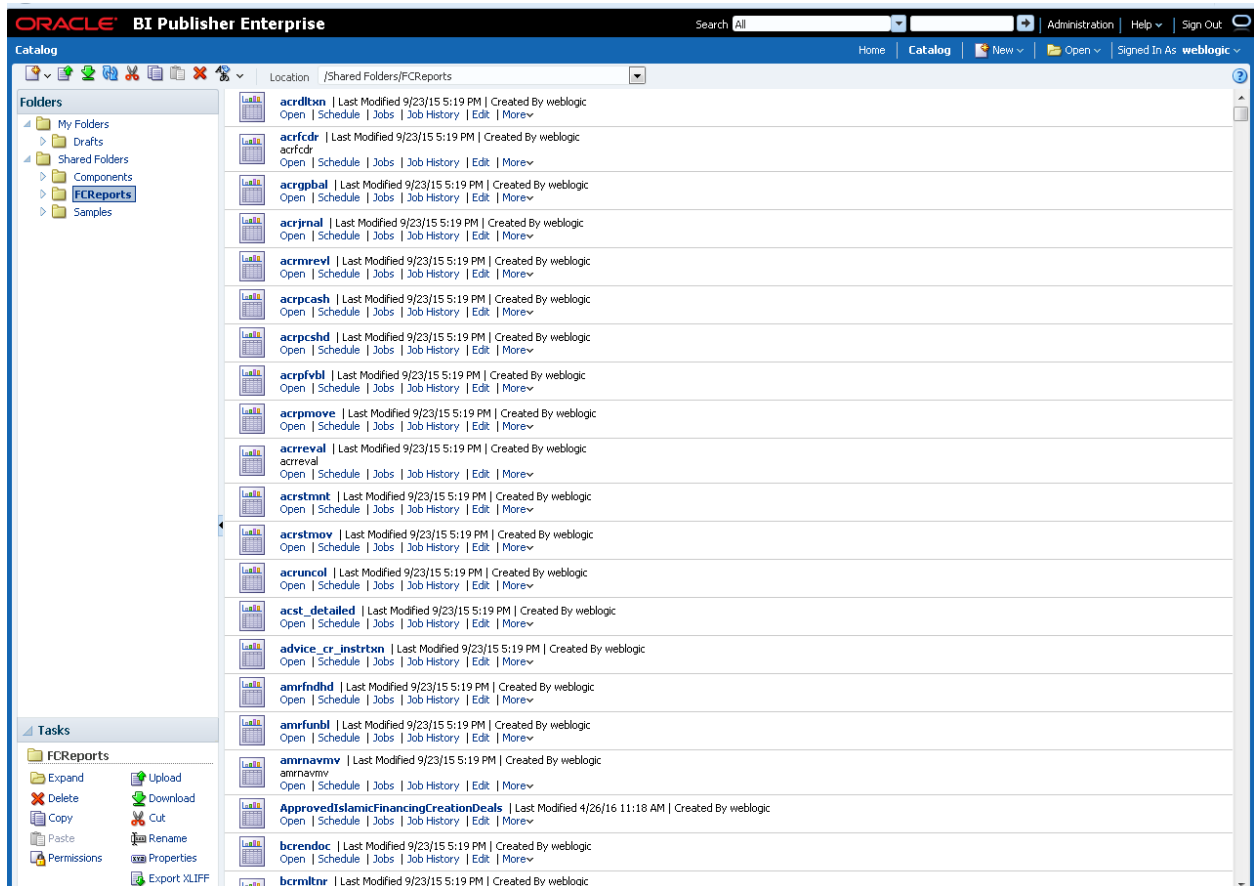 ORACLE BI Publisher Enterprise
Search All
Administration | Help | Sign Out
Catalog
Home | Catalog | New | Open | Signed In As weblogic
Location /Shared Folders/FCReports
Folders
My Folders
Drafts
Shared Folders
Components
FCReports
Samples
acrdltxn | Last Modified 9/23/15 5:19 PM | Created By weblogic
Open | Schedule | Jobs | Job History | Edit | More
acrfcdr | Last Modified 9/23/15 5:19 PM | Created By weblogic
acrfcdr
Open | Schedule | Jobs | Job History | Edit | More
acrgpbal | Last Modified 9/23/15 5:19 PM | Created By weblogic
Open | Schedule | Jobs | Job History | Edit | More
acrjrnal | Last Modified 9/23/15 5:19 PM | Created By weblogic
Open | Schedule | Jobs | Job History | Edit | More
acrmrevl | Last Modified 9/23/15 5:19 PM | Created By weblogic
Open | Schedule | Jobs | Job History | Edit | More
acrpcash | Last Modified 9/23/15 5:19 PM | Created By weblogic
Open | Schedule | Jobs | Job History | Edit | More
acrpcshd | Last Modified 9/23/15 5:19 PM | Created By weblogic
Open | Schedule | Jobs | Job History | Edit | More
acrpfvbl | Last Modified 9/23/15 5:19 PM | Created By weblogic
Open | Schedule | Jobs | Job History | Edit | More
acrpmove | Last Modified 9/23/15 5:19 PM | Created By weblogic
Open | Schedule | Jobs | Job History | Edit | More
acrreval | Last Modified 9/23/15 5:19 PM | Created By weblogic
acrreval
Open | Schedule | Jobs | Job History | Edit | More
acrstmnt | Last Modified 9/23/15 5:19 PM | Created By weblogic
Open | Schedule | Jobs | Job History | Edit | More
acrstmov | Last Modified 9/23/15 5:19 PM | Created By weblogic
Open | Schedule | Jobs | Job History | Edit | More
acruncol | Last Modified 9/23/15 5:19 PM | Created By weblogic
Open | Schedule | Jobs | Job History | Edit | More
acst_detailed | Last Modified 9/23/15 5:19 PM | Created By weblogic
Open | Schedule | Jobs | Job History | Edit | More
advice_cr_instrtxn | Last Modified 9/23/15 5:19 PM | Created By weblogic
Open | Schedule | Jobs | Job History | Edit | More
amrfndhd | Last Modified 9/23/15 5:19 PM | Created By weblogic
Open | Schedule | Jobs | Job History | Edit | More
amrfunbl | Last Modified 9/23/15 5:19 PM | Created By weblogic
Open | Schedule | Jobs | Job History | Edit | More
amrnavmv | Last Modified 9/23/15 5:19 PM | Created By weblogic
amrnavmv
Open | Schedule | Jobs | Job History | Edit | More
ApprovedIslamicFinancingCreationDeals | Last Modified 4/26/16 11:18 AM | Created By weblogic
Open | Schedule | Jobs | Job History | Edit | More
bcrendoc | Last Modified 9/23/15 5:19 PM | Created By weblogic
Open | Schedule | Jobs | Job History | Edit | More
bcrmltnr | Last Modified 9/23/15 5:19 PM | Created By weblogic
Tasks
FCReports
Expand Upload
Delete Download
Copy Cut
Paste Rename
Permissions Properties
Export XLIFF